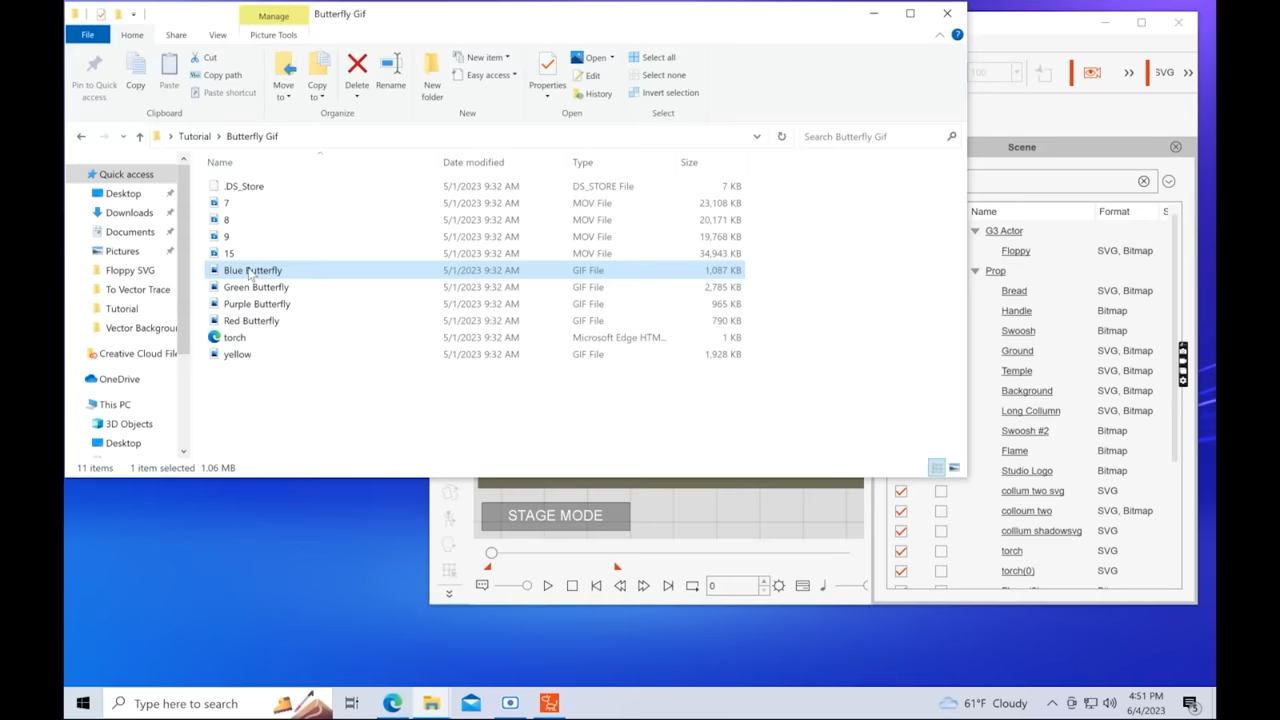 Manage
Butterfly Gif
File
Home
Share
View
Picture Tools
Pin to Quick access
Copy
Paste
Cut
Copy path
Paste shortcut
Clipboard
Move to
Copy to
Delete
Rename
Organize
New folder
New item
Easy access
New
Properties
Open
Edit
History
Open
Select all
Select none
Invert selection
Select
100
SVG
Tutorial
Butterfly Gif
Search Butterfly Gif
Scene
Name
Date modified
Type
Size
.DS_Store 5/1/2023 9:32 AM DS_STORE File 7 KB
7 5/1/2023 9:32 AM MOV File 23,108 KB
8 5/1/2023 9:32 AM MOV File 20,171 KB
9 5/1/2023 9:32 AM MOV File 19,768 KB
15 5/1/2023 9:32 AM MOV File 34,943 KB
Blue Butterfly 5/1/2023 9:32 AM GIF File 1,087 KB
Green Butterfly 5/1/2023 9:32 AM GIF File 2,785 KB
Purple Butterfly 5/1/2023 9:32 AM GIF File 965 KB
Red Butterfly 5/1/2023 9:32 AM GIF File 790 KB
torch 5/1/2023 9:32 AM Microsoft Edge HTM... 1 KB
yellow 5/1/2023 9:32 AM GIF File 1,928 KB
Quick access
Desktop
Downloads
Documents
Pictures
Floppy SVG
To Vector Trace
Tutorial
Vector Backgrou
Creative Cloud File
OneDrive
This PC
3D Objects
Desktop
11 items 1 item selected 1.06 MB
Name Format S
G3 Actor
Floppy SVG, Bitmap
Prop
Bread SVG, Bitmap
Handle SVG, Bitmap
Swoosh SVG, Bitmap
Ground SVG, Bitmap
Temple SVG, Bitmap
Background SVG, Bitmap
Long Collumn SVG, Bitmap
Swoosh #2 Bitmap
Flame Bitmap
Studio Logo Bitmap
collum two svg SVG
coloum two SVG, Bitmap
colllum shadowsvg SVG
torch SVG
torch(0) SVG
STAGE MODE
0
Type here to search
61°F Cloudy
4:51 PM
6/4/2023
5